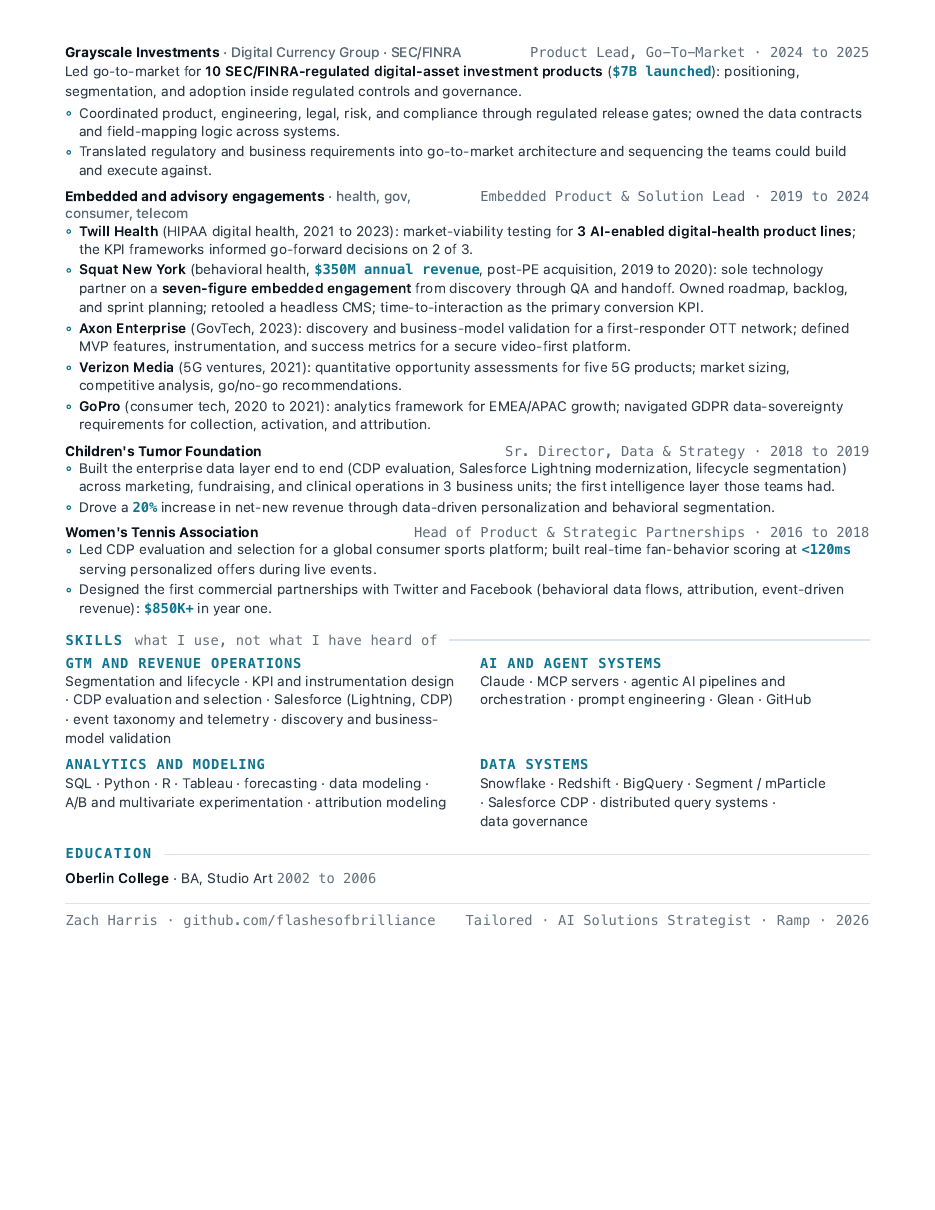 Grayscale Investments · Digital Currency Group · SEC/FINRA Product Lead, Go–To–Market · 2024 to 2025
Led go-to-market for 10 SEC/FINRA-regulated digital-asset investment products ($7B launched): positioning,
segmentation, and adoption inside regulated controls and governance.
Coordinated product, engineering, legal, risk, and compliance through regulated release gates; owned the data contracts
and field-mapping logic across systems.
Translated regulatory and business requirements into go-to-market architecture and sequencing the teams could build
and execute against.
Embedded and advisory engagements · health, gov, Embedded Product & Solution Lead · 2019 to 2024
consumer, telecom
Twill Health (HIPAA digital health, 2021 to 2023): market-viability testing for 3 AI-enabled digital-health product lines;
the KPI frameworks informed go-forward decisions on 2 of 3.
Squat New York (behavioral health, $350M annual revenue, post-PE acquisition, 2019 to 2020): sole technology
partner on a seven-figure embedded engagement from discovery through QA and handoff. Owned roadmap, backlog,
and sprint planning; retooled a headless CMS; time-to-interaction as the primary conversion KPI.
Axon Enterprise (GovTech, 2023): discovery and business-model validation for a first-responder OTT network; defined
MVP features, instrumentation, and success metrics for a secure video-first platform.
Verizon Media (5G ventures, 2021): quantitative opportunity assessments for five 5G products; market sizing,
competitive analysis, go/no-go recommendations.
GoPro (consumer tech, 2020 to 2021): analytics framework for EMEA/APAC growth; navigated GDPR data-sovereignty
requirements for collection, activation, and attribution.
Children's Tumor Foundation Sr. Director, Data & Strategy · 2018 to 2019
Built the enterprise data layer end to end (CDP evaluation, Salesforce Lightning modernization, lifecycle segmentation)
across marketing, fundraising, and clinical operations in 3 business units; the first intelligence layer those teams had.
Drove a 20% increase in net-new revenue through data-driven personalization and behavioral segmentation.
Women's Tennis Association Head of Product & Strategic Partnerships · 2016 to 2018
Led CDP evaluation and selection for a global consumer sports platform; built real-time fan-behavior scoring at <120ms
serving personalized offers during live events.
Designed the first commercial partnerships with Twitter and Facebook (behavioral data flows, attribution, event-driven
revenue): $850K+ in year one.
SKILLS what I use, not what I have heard of
GTM AND REVENUE OPERATIONS
Segmentation and lifecycle · KPI and instrumentation design
· CDP evaluation and selection · Salesforce (Lightning, CDP)
· event taxonomy and telemetry · discovery and business-
model validation
AI AND AGENT SYSTEMS
Claude · MCP servers · agentic AI pipelines and
orchestration · prompt engineering · Glean · GitHub
ANALYTICS AND MODELING
SQL · Python · R · Tableau · forecasting · data modeling ·
A/B and multivariate experimentation · attribution modeling
DATA SYSTEMS
Snowflake · Redshift · BigQuery · Segment / mParticle
· Salesforce CDP · distributed query systems ·
data governance
EDUCATION
Oberlin College · BA, Studio Art 2002 to 2006
Zach Harris · github.com/flashesofbrilliance Tailored · AI Solutions Strategist · Ramp · 2026